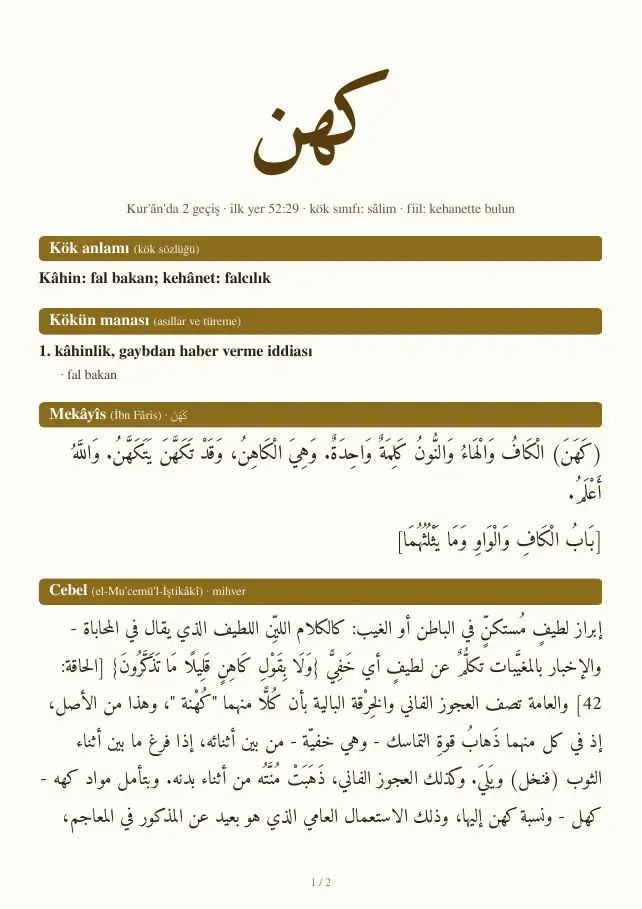 كهن
Kur'ân'da 2 geçiş · ilk yer 52:29 · kök sınıfı: sâlim · fiil: kehanette bulun
Kök anlamı (kök sözlüğü)
Kâhin: fal bakan; kehânet: falcılık
Kökün manası (asıllar ve türeme)
1. kâhinlik, gaybdan haber verme iddiası
· fal bakan
Mekâyîs (İbn Fâris) · كَهَنَ
(كَهَنَ) الْكَافُ وَالْهَاءُ وَالنُّونُ كَلِمَةٌ وَاحِدَةٌ. وَهِيَ الْكَاهِنُ، وَقَدْ تَكَهَّنَ يَتَكَهَّنُ. وَاللَّهُ
أَعْلَمُ.
[بَابُ الْكَافِ وَالْوَاوِ وَمَا يَثْلُثُهُمَا]
Cebel (el-Mu'cemü'l-İştikâkî) · mihver
إبراز لطيفٍ مُستكنٍّ في الباطن أو الغيب: كالكلام الليِّن اللطيف الذي يقال في المحاباة -
والإخبار بالمغيَّبات تكلُّمٌ عن لطيفٍ أي خَفِيٍّ {وَلَا بِقَوْلِ كَاهِنٍ قَلِيلًا مَا تَذَكَّرُونَ} [الحاقة:
42] والعامة تصف العجوز الفاني والخِرْقة البالية بأن كُلًّا منهما "كُهْنة "، وهذا من الأصل،
إذ في كل منهما ذَهابُ قوةِ التماسك - وهي خفيّة - من بين أثنائه، إذا فرغ ما بين أثناء
الثوب (فنخل) ويَلَيَ. وكذلك العجوز الفاني، ذَهَبَتْ مُنَّتُه من أثناء بدنه. وبتأمل مواد كهه -
كهل - ونسبة كهن إليها، وذلك الاستعمال العامي الذي هو بعيد عن المذكور في المعاجم،
1 / 2